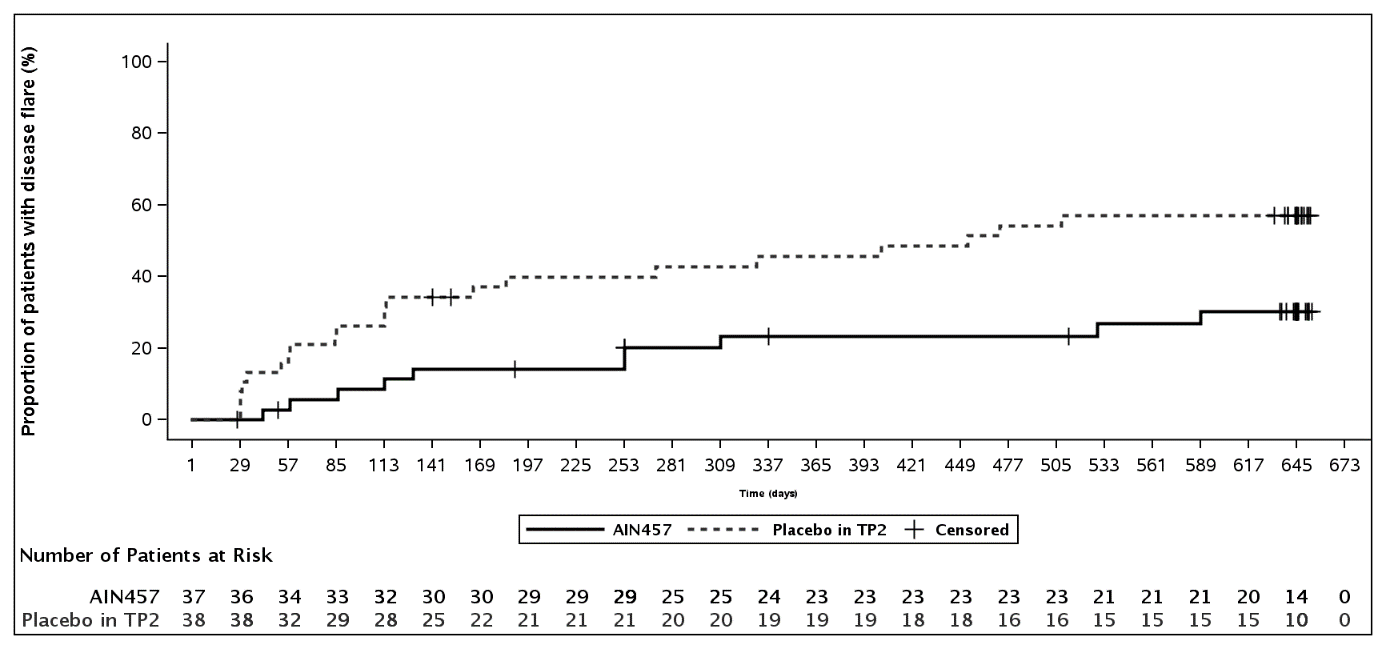 Proportion of patients with disease flare (%)
100
80
60
40
20
0
1 29 57 85 113 141 169 197 225 253 281 309 337 365 393 421 449 477 505 533 561 589 617 645 673
Time (days)
AIN457 Placebo in TP2 Censored
Number of Patients at Risk
AIN457 37 36 34 33 32 30 30 29 29 29 25 25 24 23 23 23 23 23 23 21 21 21 20 14 0
Placebo in TP2 38 38 32 29 28 25 22 21 21 21 20 20 19 19 19 18 18 16 16 15 15 15 15 10 0